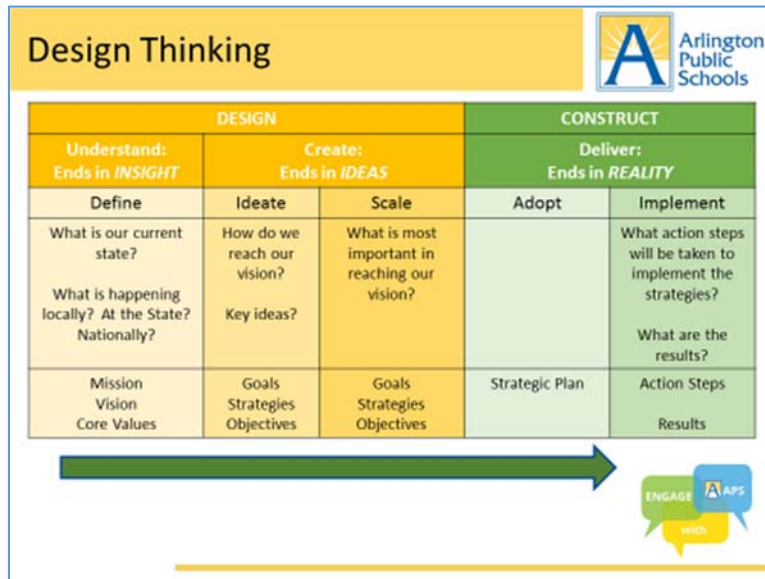 Design Thinking
Arlington
Public
Schools
DESIGN
CONSTRUCT
Understand:
Ends in INSIGHT
Create:
Ends in IDEAS
Deliver:
Ends in REALITY
Define
Ideate
Scale
Adopt
Implement
What is our current
state?
What is happening
locally? At the State?
Nationally?
How do we
reach our
vision?
Key ideas?
What is most
important in
reaching our
vision?
What action steps
will be taken to
implement the
strategies?
What are the
results?
Mission
Vision
Core Values
Goals
Strategies
Objectives
Goals
Strategies
Objectives
Strategic Plan
Action Steps
Results
ENGAGE
with
A APS